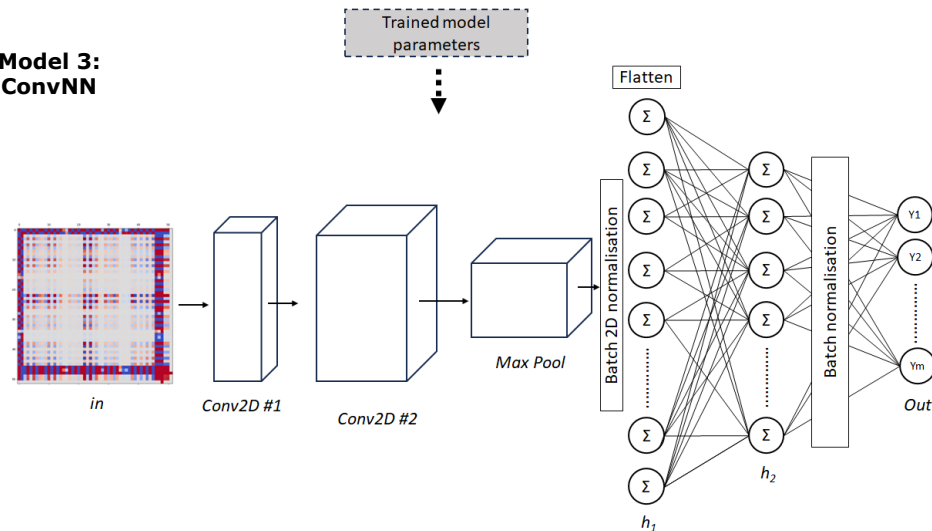 Trained model
parameters
Model 3:
ConvNN
Flatten
Σ
Σ
Σ
Σ
Σ
Σ
Σ
Σ
Σ
Σ
Σ
Σ
Batch 2D normalisation
Batch normalisation
Y1
Y2
Ym
in
Conv2D #1
Conv2D #2
Max Pool
h1
h2
Out